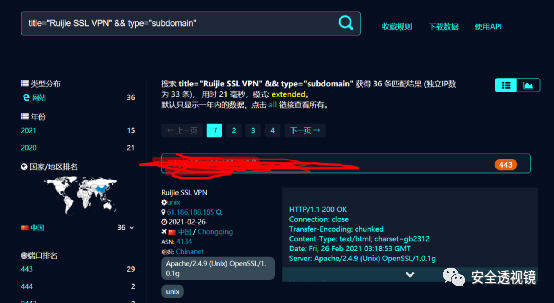 title="Ruijie SSL VPN" && type="subdomain"
收藏规则 下载数据 使用API
类型分布
网站 36
年份
2021 15
2020 21
国家/地区排名
中国 36
端口排名
443 29
444 2
搜索 title="Ruijie SSL VPN" && type="subdomain" 获得 36 条匹配结果 (独立IP数
为 33 条)， 用时 21 毫秒，模式: extended。
默认只显示一年内的数据，点击 all 链接查看所有。
← 上一页 1 2 3 4 下一页 →
443
Ruijie SSL VPN
unix
61.186.188.185
2021-02-26
中国 / Chongqing
ASN: 4134
组织: Chinanet
Apache/2.4.9 (Unix) OpenSSL/1.
0.1g
unix
HTTP/1.1 200 OK
Connection: close
Transfer-Encoding: chunked
Content-Type: text/html; charset=gb2312
Date: Fri, 26 Feb 2021 03:18:53 GMT
Server: Apache/2.4.9 (Unix) OpenSSL/1.0.1g
安全透视镜